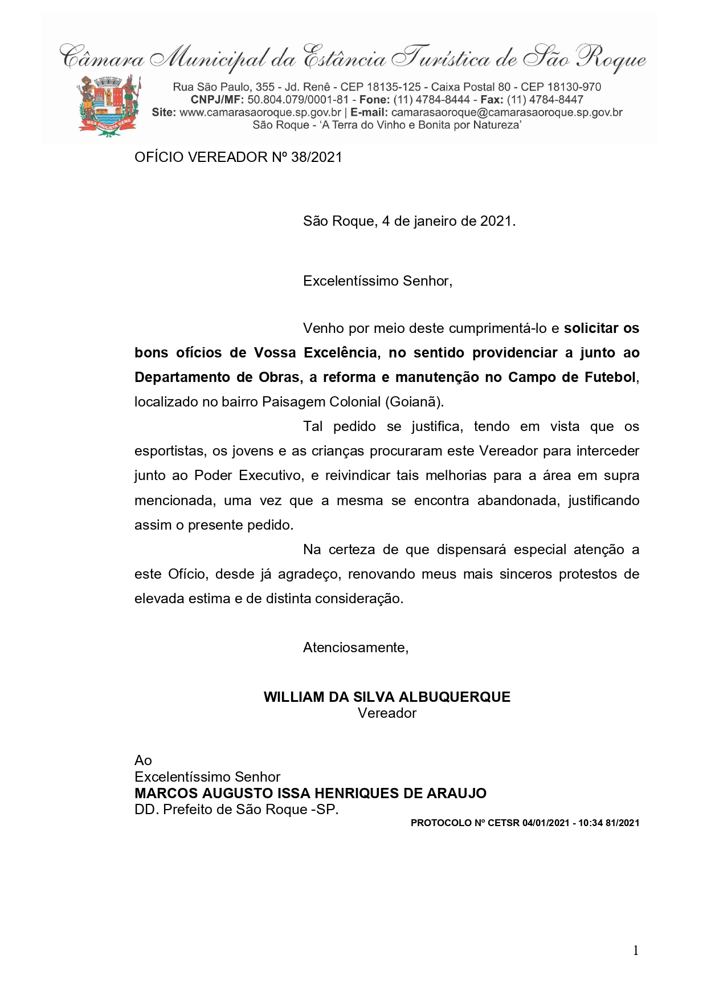 Câmara Municipal da Estância Turística de São Roque
Rua São Paulo, 355 - Jd. Renê - CEP 18135-125 - Caixa Postal 80 - CEP 18130-970
CNPJ/MF: 50.804.079/0001-81 - Fone: (11) 4784-8444 - Fax: (11) 4784-8447
Site: www.camarasaoroque.sp.gov.br | E-mail: camarasaoroque@camarasaoroque.sp.gov.br
São Roque - ‘A Terra do Vinho e Bonita por Natureza’
MEA PAULISTA GENS
OFÍCIO VEREADOR Nº 38/2021
São Roque, 4 de janeiro de 2021.
Excelentíssimo Senhor,
Venho por meio deste cumprimentá-lo e solicitar os
bons ofícios de Vossa Excelência, no sentido providenciar a junto ao
Departamento de Obras, a reforma e manutenção no Campo de Futebol,
localizado no bairro Paisagem Colonial (Goianã).
Tal pedido se justifica, tendo em vista que os
esportistas, os jovens e as crianças procuraram este Vereador para interceder
junto ao Poder Executivo, e reivindicar tais melhorias para a área em supra
mencionada, uma vez que a mesma se encontra abandonada, justificando
assim o presente pedido.
Na certeza de que dispensará especial atenção a
este Ofício, desde já agradeço, renovando meus mais sinceros protestos de
elevada estima e de distinta consideração.
Atenciosamente,
WILLIAM DA SILVA ALBUQUERQUE
Vereador
Ao
Excelentíssimo Senhor
MARCOS AUGUSTO ISSA HENRIQUES DE ARAUJO
DD. Prefeito de São Roque -SP.
PROTOCOLO Nº CETSR 04/01/2021 - 10:34 81/2021
1